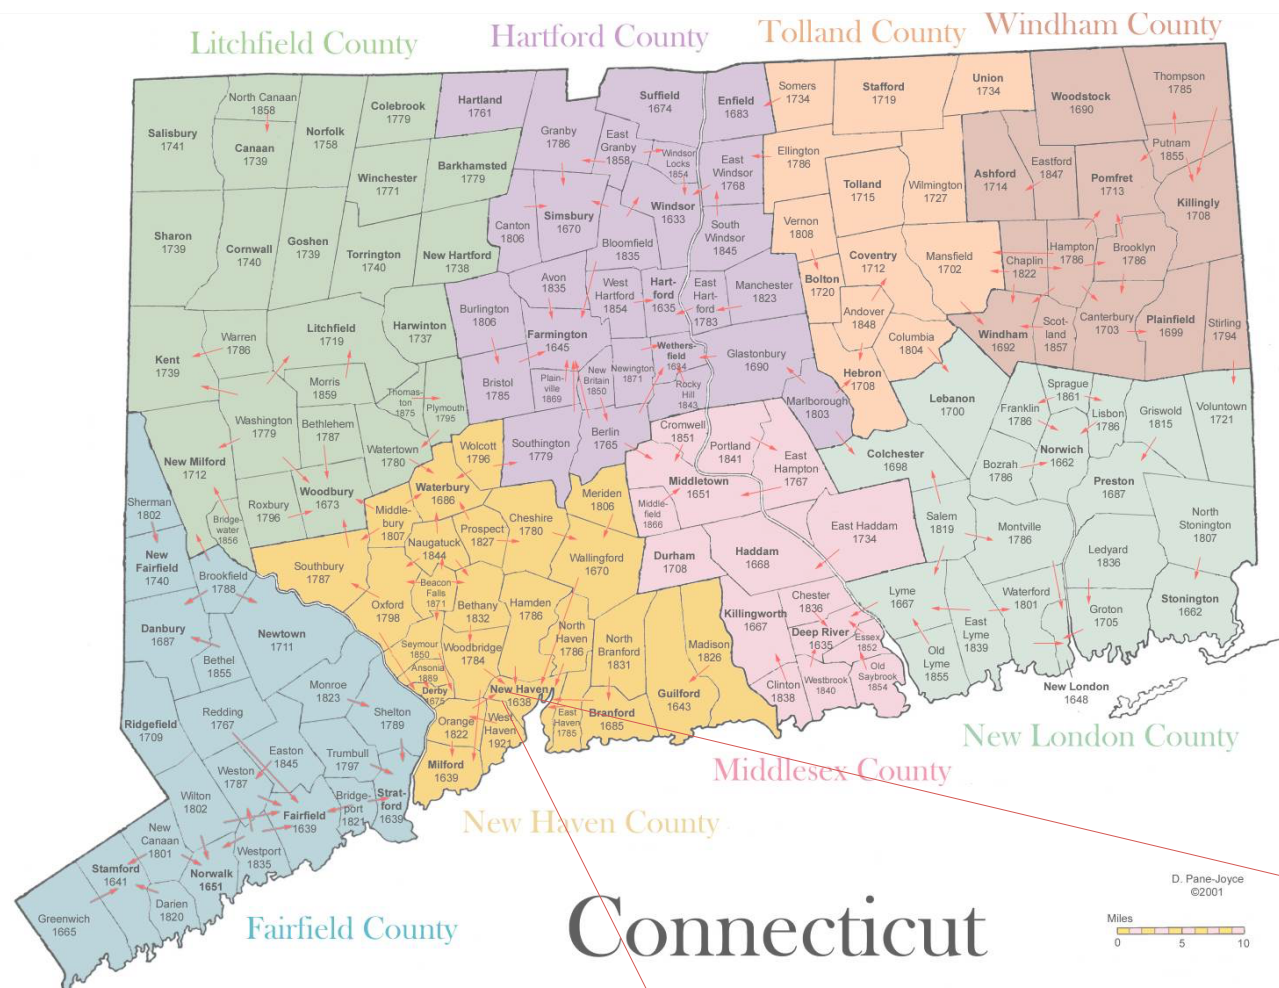 Litchfield County
Hartford County
Tolland County
Windham County
Salisbury
1741
North Canaan
1858
Canaan
1739
Norfolk
1758
Colebrook
1779
Winchester
1771
Barkhamsted
1779
Sharon
1739
Cornwall
1740
Goshen
1739
Torrington
1740
New Hartford
1738
Kent
1739
Warren
1786
Litchfield
1719
Harwinton
1737
Morris
1859
Thomas-
ton
1875
Plymouth
1795
Washington
1779
Bethlehem
1787
Watertown
1780
New Milford
1712
Roxbury
1796
Woodbury
1673
Bridge-
water
1856
Hartland
1761
Granby
1786
Suffield
1674
East
Granby
1858
Windsor
Locks
1854
Enfield
1683
East
Windsor
1768
Canton
1806
Simsbury
1670
Windsor
1633
Bloomfield
1835
South
Windsor
1845
Burlington
1806
Avon
1835
West
Hartford
1854
Hart-
ford
1635
East
Hart-
ford
1783
Manchester
1823
Farmington
1645
Bristol
1785
Plain-
ville
1869
New
Britain
1850
Newington
1871
Wethers-
field
1634
Rocky
Hill
1843
Glastonbury
1690
Marlborough
1803
Southington
1779
Berlin
1765
Somers
1734
Stafford
1719
Union
1734
Ellington
1786
Tolland
1715
Wilmington
1727
Vernon
1808
Bolton
1720
Coventry
1712
Mansfield
1702
Andover
1848
Columbia
1804
Hebron
1708
Woodstock
1690
Thompson
1785
Putnam
1855
Ashford
1714
Eastford
1847
Pomfret
1713
Killingly
1708
Chaplin
1822
Hampton
1786
Brooklyn
1786
Windham
1692
Scot-
land
1857
Canterbury
1703
Plainfield
1699
Stirling
1794
Lebanon
1700
Franklin
1786
Sprague
1861
Lisbon
1786
Griswold
1815
Voluntown
1721
Colchester
1698
Bozrah
1786
Norwich
1662
Preston
1687
Salem
1819
Montville
1786
North
Stonington
1807
Ledyard
1836
Lyme
1667
Waterford
1801
Groton
1705
Stonington
1662
East
Lyme
1839
Old
Lyme
1855
New London
1648
New London County
Cromwell
1851
Portland
1841
East
Hampton
1767
Middletown
1651
Middle-
field
1866
East Haddam
1734
Durham
1708
Haddam
1668
Killingworth
1667
Chester
1836
Deep River
1635
Essex
1852
Clinton
1838
Westbrook
1840
Old
Saybrook
1854
Middlesex County
Wolcott
1796
Waterbury
1686
Middle-
bury
1807
Naugatuck
1844
Prospect
1827
Cheshire
1780
Meriden
1806
Wallingford
1670
Southbury
1787
Oxford
1798
Beacon
Falls
1871
Bethany
1832
Hamden
1786
North
Haven
1786
North
Branford
1831
Madison
1826
Seymour
1850
Ansonia
1889
Woodbridge
1784
Derby
1675
New Haven
1638
Guilford
1643
Orange
1822
West
Haven
1921
East
Haven
1785
Branford
1685
Milford
1639
New Haven County
Sherman
1802
New
Fairfield
1740
Brookfield
1788
Danbury
1687
Newtown
1711
Bethel
1855
Ridgefield
1709
Redding
1767
Monroe
1823
Shelton
1789
Easton
1845
Trumbull
1797
Weston
1787
Wilton
1802
Bridge-
port
1821
Strat-
ford
1639
Fairfield
1639
New
Canaan
1801
Westport
1835
Stamford
1641
Norwalk
1651
Darien
1820
Greenwich
1665
Fairfield County
Connecticut
D. Pane-Joyce
©2001
Miles
0 5 10